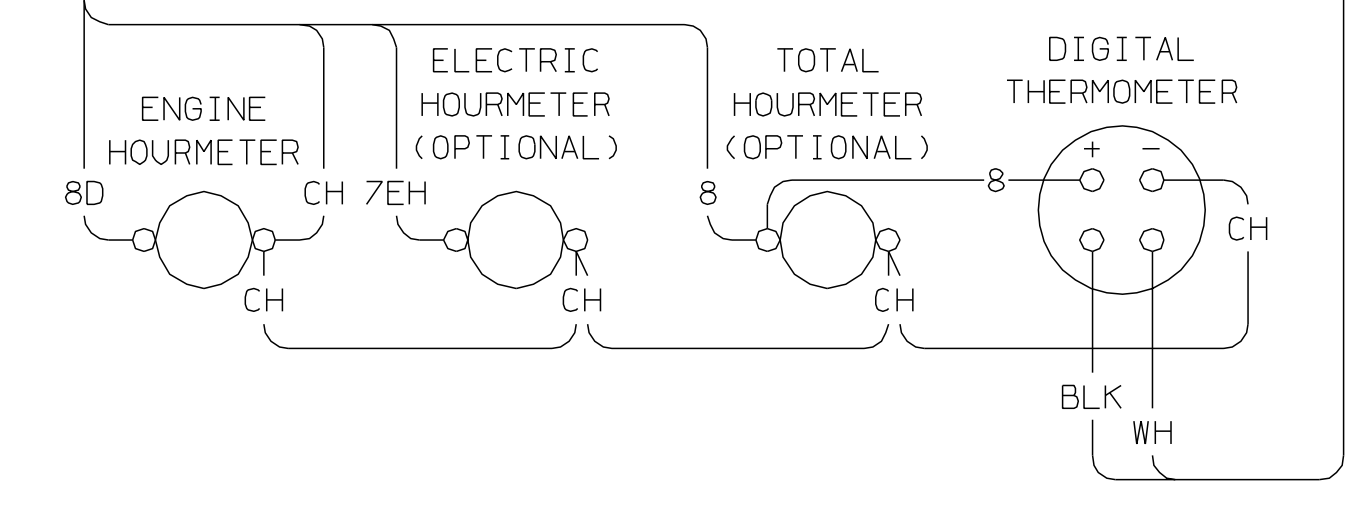 ENGINE
HOURMETER
ELECTRIC
HOURMETER
(OPTIONAL)
TOTAL
HOURMETER
(OPTIONAL)
DIGITAL
THERMOMETER
+ −
8D
CH
7EH
8
8
CH
CH
CH
CH
BLK
WH